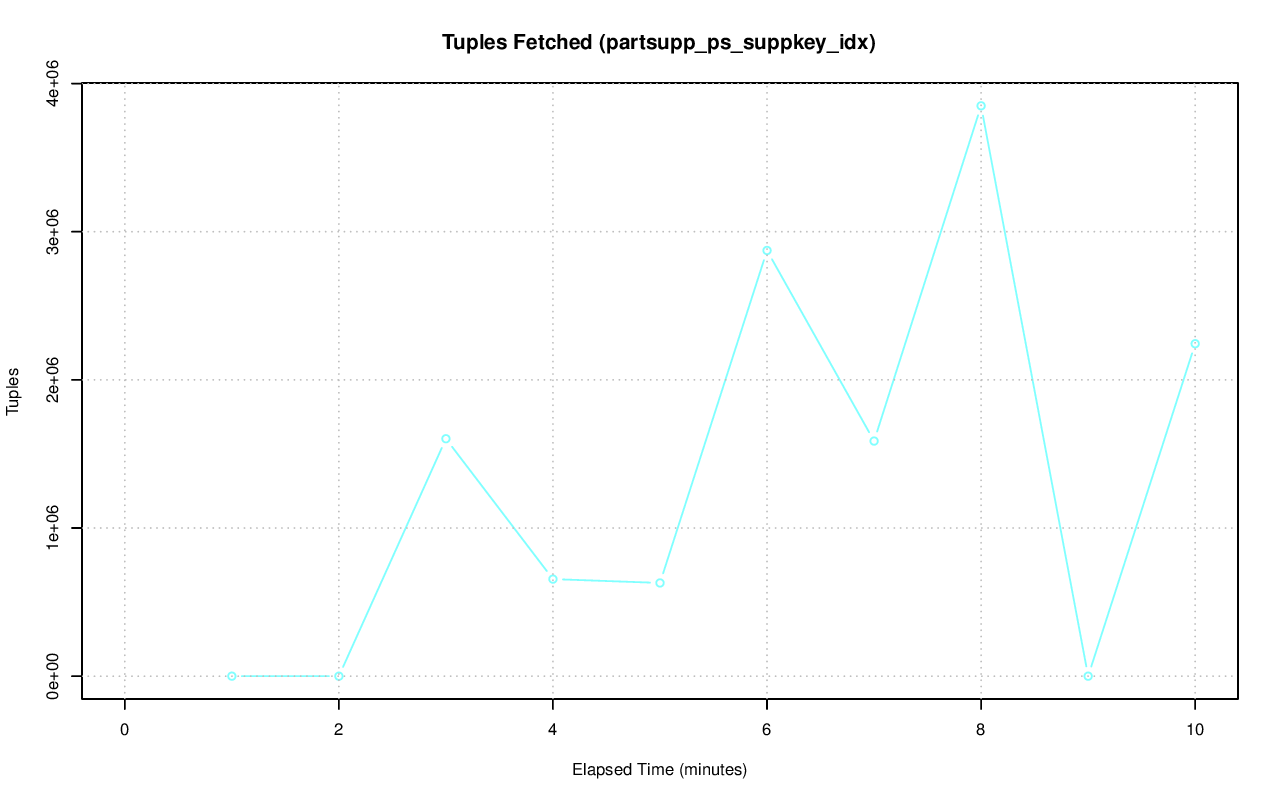 Tuples Fetched (partsupp_ps_suppkey_idx)
4e+06
3e+06
2e+06
1e+06
0e+00
Tuples
0 2 4 6 8 10
Elapsed Time (minutes)